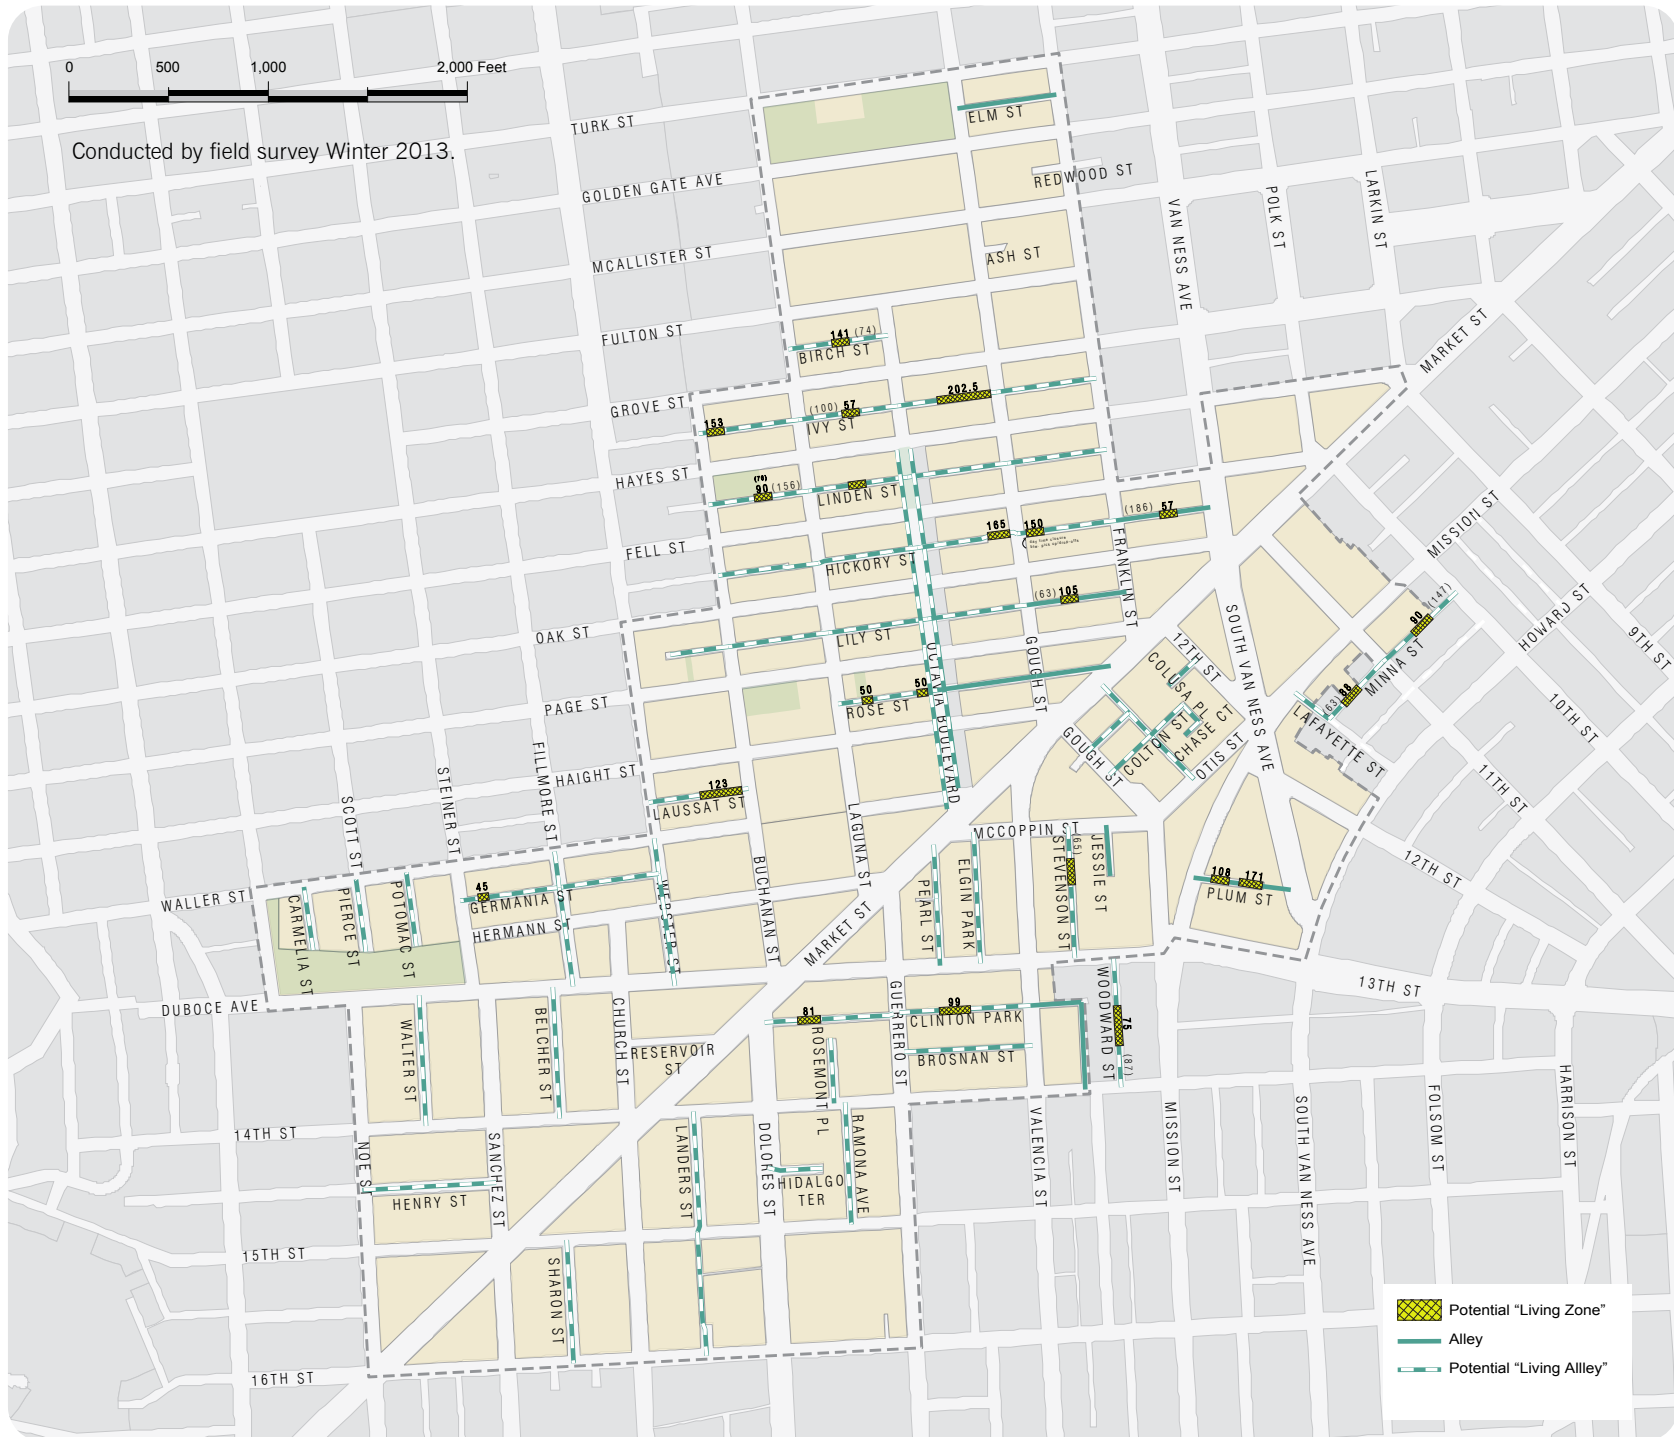 0 500 1,000 2,000 Feet
Conducted by field survey Winter 2013.
TURK ST
ELM ST
GOLDEN GATE AVE
REDWOOD ST
VAN NESS AVE
POLK ST
LARKIN ST
MCALLISTER ST
ASH ST
FULTON ST
141 (74)
BIRCH ST
MARKET ST
GROVE ST
153
(100) 57
202.5
IVY ST
HAYES ST
(70)
90 (156)
LINDEN ST
FELL ST
165
150
(186) 57
HICKORY ST
FRANKLIN ST
MISSION ST
HOWARD ST
9TH ST
OAK ST
(63) 105
LILY ST
OCTAVIA BOULEVARD
GOUGH ST
12TH ST
SOUTH VAN NESS AVE
90 (147)
(63) 88
MINNA ST
LAFAYETTE ST
10TH ST
11TH ST
12TH ST
PAGE ST
50
50
ROSE ST
COLUSA PL
COLTON ST
CHASE CT
OTIS ST
GOUGH ST
HAIGHT ST
123
LAUSSAT ST
FILLMORE ST
STEINER ST
SCOTT ST
LAGUNA ST
BUCHANAN ST
WEBSTER ST
WALLER ST
45
GERMANIA ST
HERMANN ST
CARMELIA ST
PIERCE ST
POTOMAC ST
MCCOPPIN ST
PEARL ST
ELGIN PARK
STEVENSON ST
(65)
JESSIE ST
108
171
PLUM ST
MARKET ST
DUBOCE AVE
13TH ST
WALTER ST
BELCHER ST
CHURCH ST
RESERVOIR
ST
81
ROSEMONT PL
GUERRERO ST
99
CLINTON PARK
BROSNAN ST
WOODWARD ST
75
(87)
14TH ST
NOE ST
SANCHEZ ST
HENRY ST
LANDERS ST
DOLORES ST
HIDALGO
TER
RAMONA AVE
VALENCIA ST
MISSION ST
SOUTH VAN NESS AVE
FOLSOM ST
HARRISON ST
15TH ST
SHARON ST
16TH ST
Potential “Living Zone”
Alley
Potential “Living Allley”